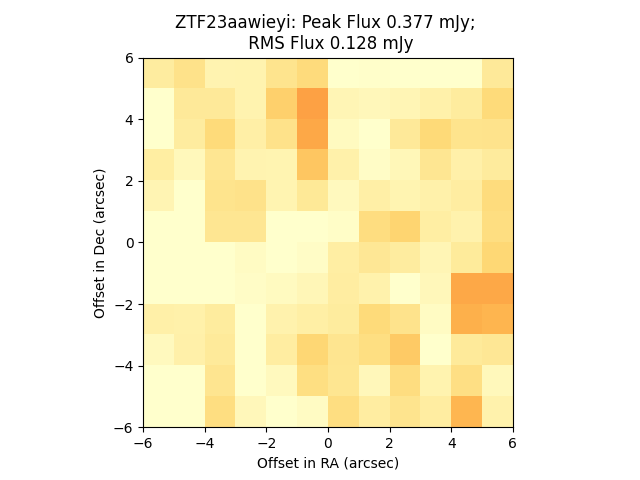 ZTF23aawieyi: Peak Flux 0.377 mJy;
RMS Flux 0.128 mJy
6
4
2
0
−2
−4
−6
Offset in Dec (arcsec)
−6 −4 −2 0 2 4 6
Offset in RA (arcsec)